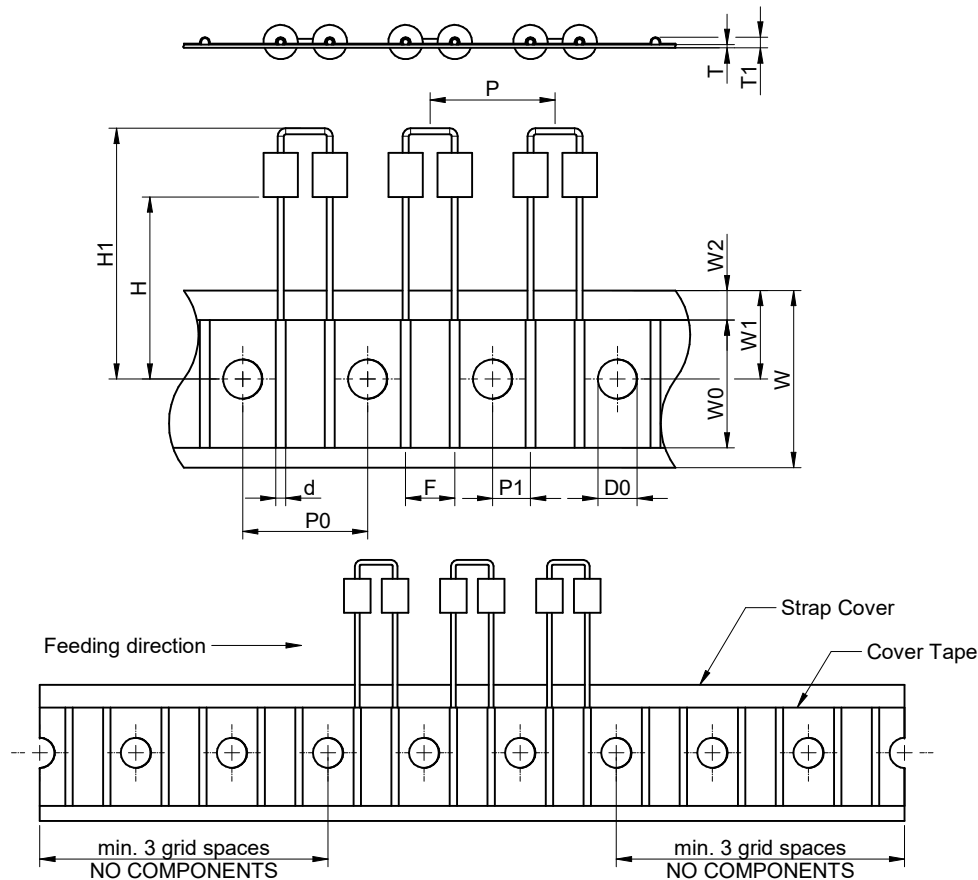 T
T1
P
H1
H
W2
W1
W
W0
d
F
P1
D0
P0
Strap Cover
Feeding direction
Cover Tape
min. 3 grid spaces
NO COMPONENTS
min. 3 grid spaces
NO COMPONENTS